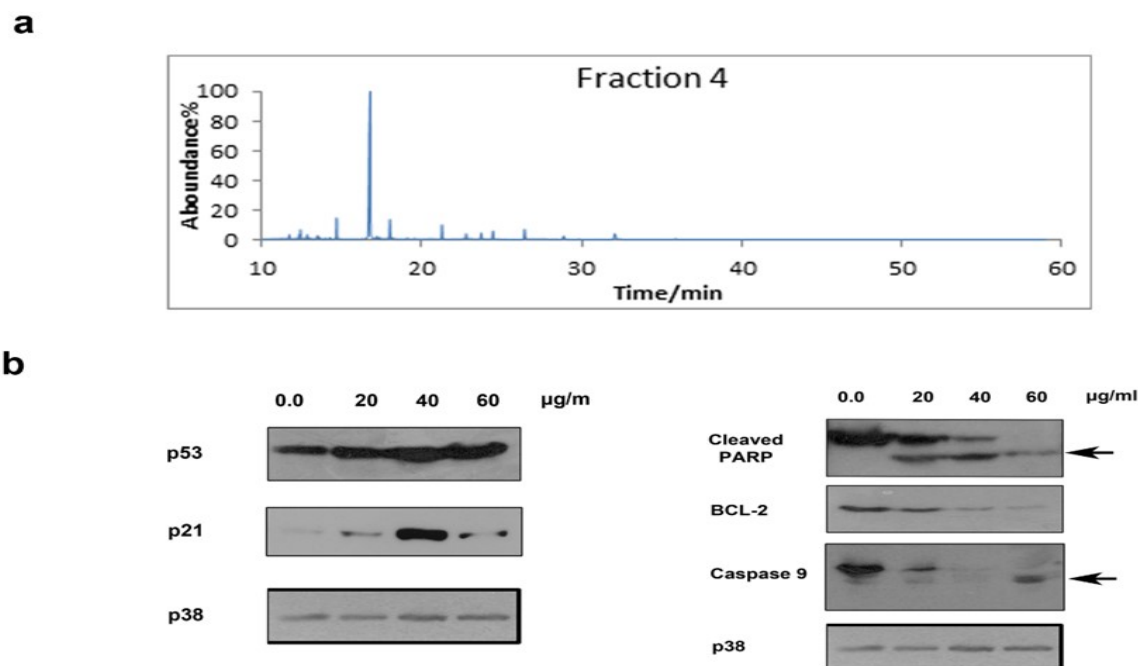 a
Fraction 4
Aboundance%
100
80
60
40
20
0
10 20 30 40 50 60
Time/min
b
0.0 20 40 60 µg/m
p53
p21
p38
0.0 20 40 60 µg/ml
Cleaved
PARP
BCL-2
Caspase 9
p38